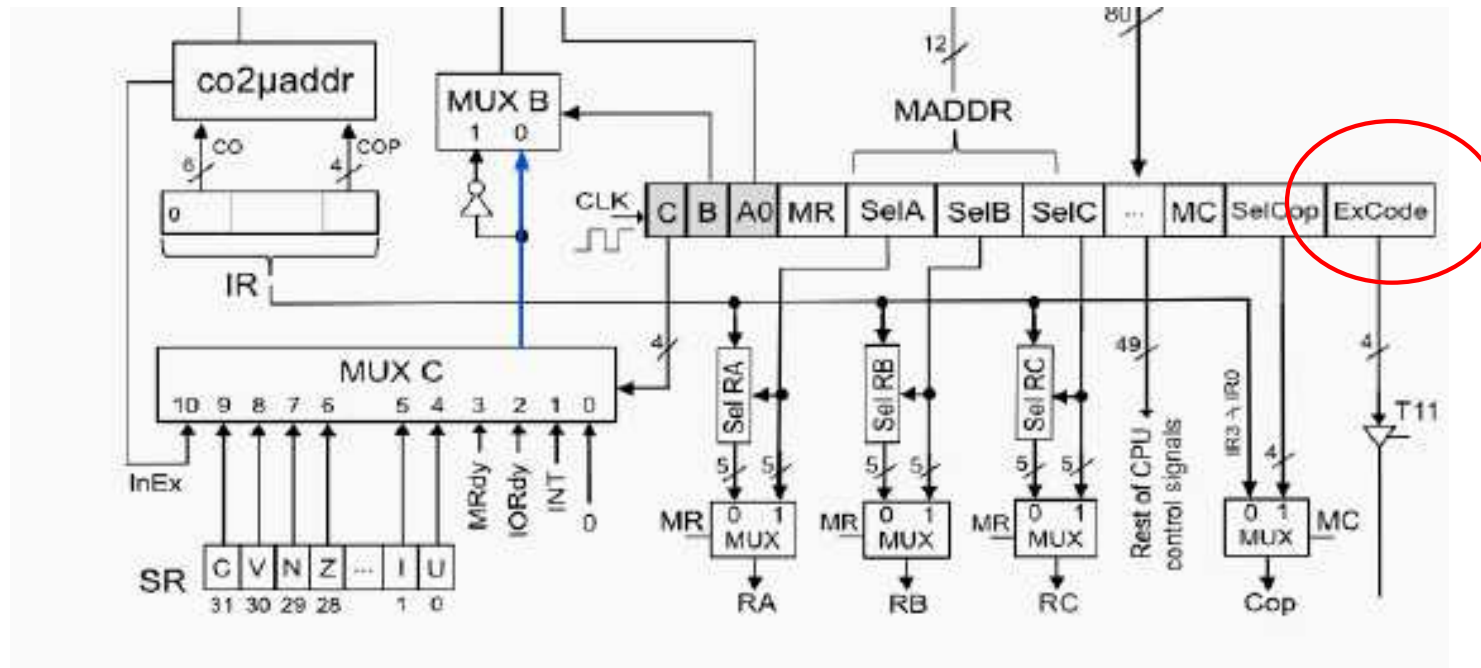 80
12
co2µaddr
MUX B
1 0
MADDR
CO
COP
6
4
CLK
C B A0 MR SelA SelB SelC ... MC SelCop ExCode
0
IR
4
49
4
MUX C
10 9 8 7 6 5 4 3 2 1 0
Sel RA
Sel RB
Sel RC
IR3 - IR0
T11
5 5
5 5
5 5
4
InEx
MRdy
IORdy
INT
0
Rest of CPU
control signals
MR 0 1 MUX
MR 0 1 MUX
MR 0 1 MUX
0 1 MUX MC
SR C V N Z ... I U
31 30 29 28 1 0
RA
RB
RC
Cop